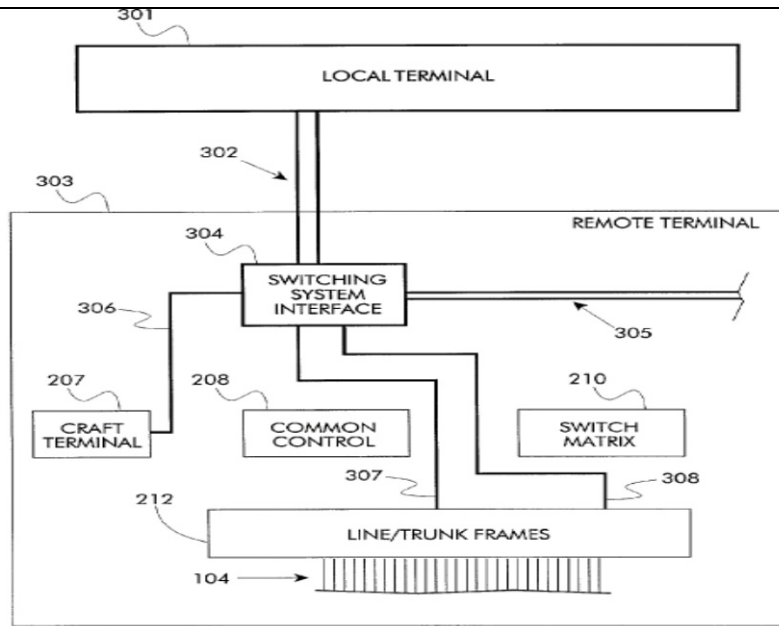 301
LOCAL TERMINAL
302
303
REMOTE TERMINAL
304
SWITCHING
SYSTEM
INTERFACE
306
305
207
208
210
CRAFT
TERMINAL
COMMON
CONTROL
SWITCH
MATRIX
307
308
212
LINE/TRUNK FRAMES
104